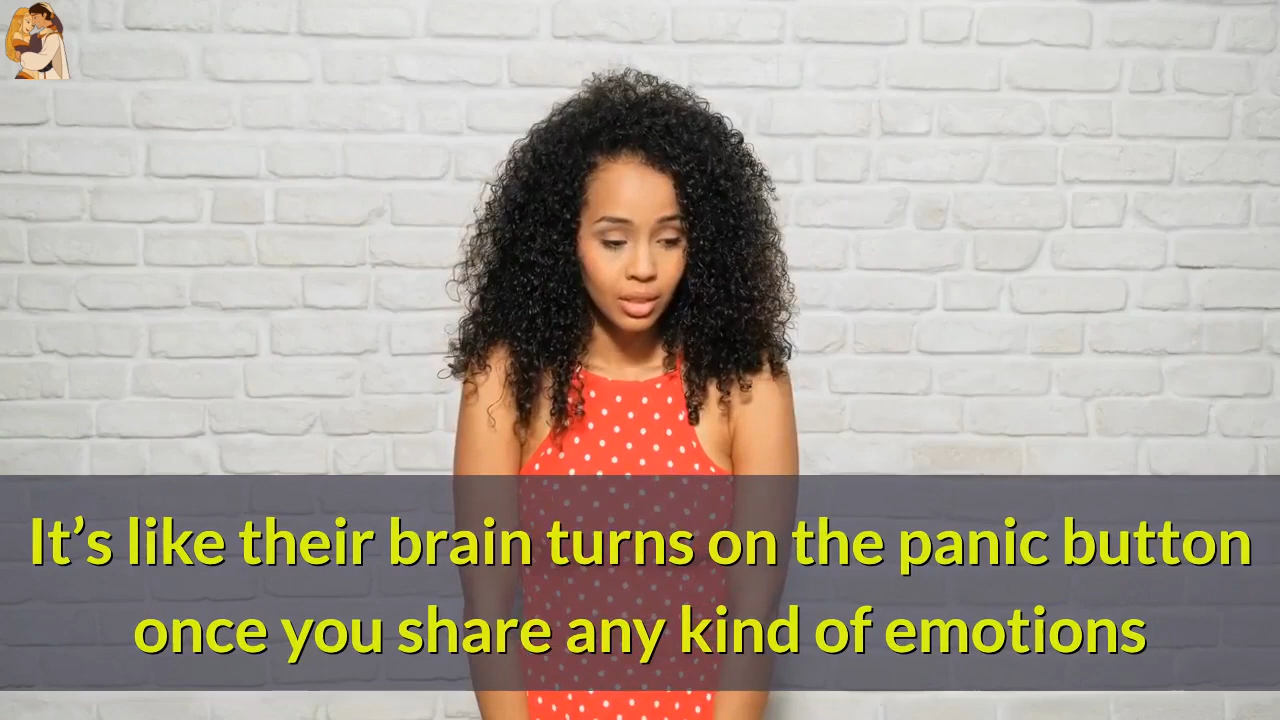 It’s like their brain turns on the panic button
once you share any kind of emotions